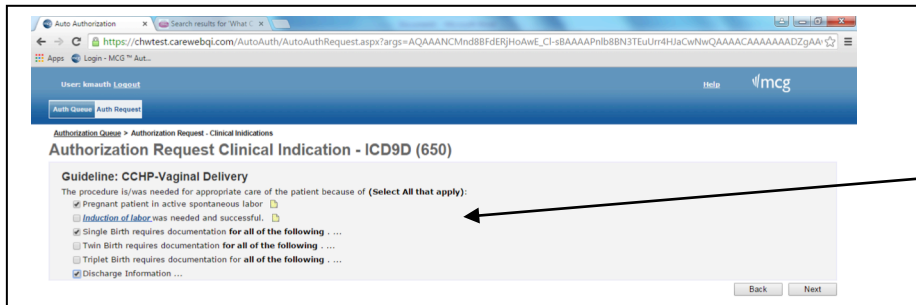 Auto Authorization
Search results for 'What C
https://chwtest.carewebqi.com/AutoAuth/AutoAuthRequest.aspx?args=
Apps Login - MCG™ Aut...
User: kmauth Logout
Help
mcg
Auth Queue Auth Request
Authorization Queue > Authorization Request - Clinical Indications
Authorization Request Clinical Indication - ICD9D (650)
Guideline: CCHP-Vaginal Delivery
The procedure is/was needed for appropriate care of the patient because of (Select All that apply):
Pregnant patient in active spontaneous labor
Induction of labor was needed and successful.
Single Birth requires documentation for all of the following . ...
Twin Birth requires documentation for all of the following . ...
Triplet Birth requires documentation for all of the following . ...
Discharge Information ...
Back Next